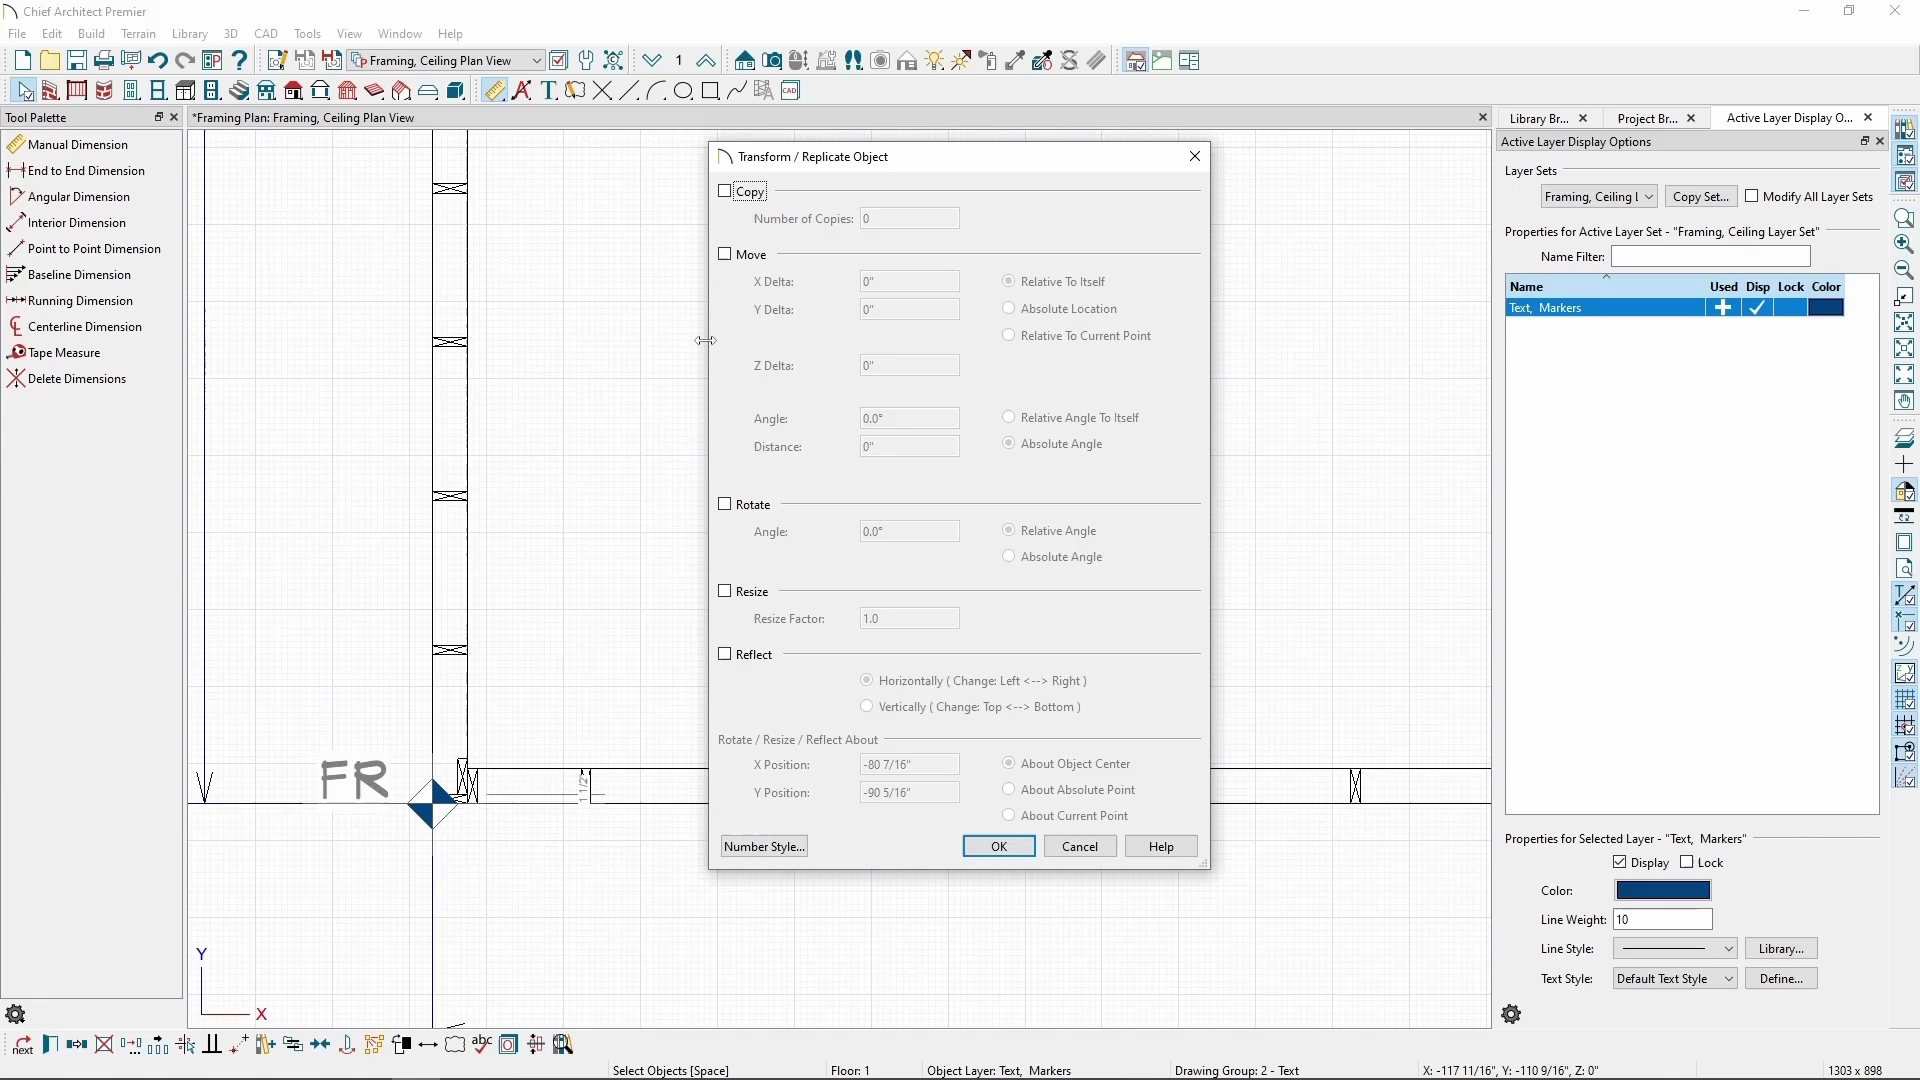 Chief Architect Premier
File Edit Build Terrain Library 3D CAD Tools View Window Help
Framing, Ceiling Plan View
1
CAD
Tool Palette
*Framing Plan: Framing, Ceiling Plan View
Library Br...
Project Br...
Active Layer Display O...
Manual Dimension
End to End Dimension
Angular Dimension
Interior Dimension
Point to Point Dimension
Baseline Dimension
Running Dimension
Centerline Dimension
Tape Measure
Delete Dimensions
FR
1 1/2"
Y
X
Transform / Replicate Object
Copy
Number of Copies: 0
Move
X Delta: 0" Relative To Itself
Y Delta: 0" Absolute Location
Relative To Current Point
Z Delta: 0"
Angle: 0.0° Relative Angle To Itself
Distance: 0" Absolute Angle
Rotate
Angle: 0.0° Relative Angle
Absolute Angle
Resize
Resize Factor: 1.0
Reflect
Horizontally ( Change: Left <--> Right )
Vertically ( Change: Top <--> Bottom )
Rotate / Resize / Reflect About
X Position: -80 7/16" About Object Center
Y Position: -90 5/16" About Absolute Point
About Current Point
Number Style... OK Cancel Help
Active Layer Display Options
Layer Sets
Framing, Ceiling L Copy Set... Modify All Layer Sets
Properties for Active Layer Set - "Framing, Ceiling Layer Set"
Name Filter:
Name Used Disp Lock Color
Text, Markers
Properties for Selected Layer - "Text, Markers"
Display Lock
Color:
Line Weight: 10
Line Style: Library...
Text Style: Default Text Style Define...
next
abc
Select Objects [Space] Floor: 1 Object Layer: Text, Markers Drawing Group: 2 - Text X: -117 11/16", Y: -110 9/16", Z: 0" 1303 x 898